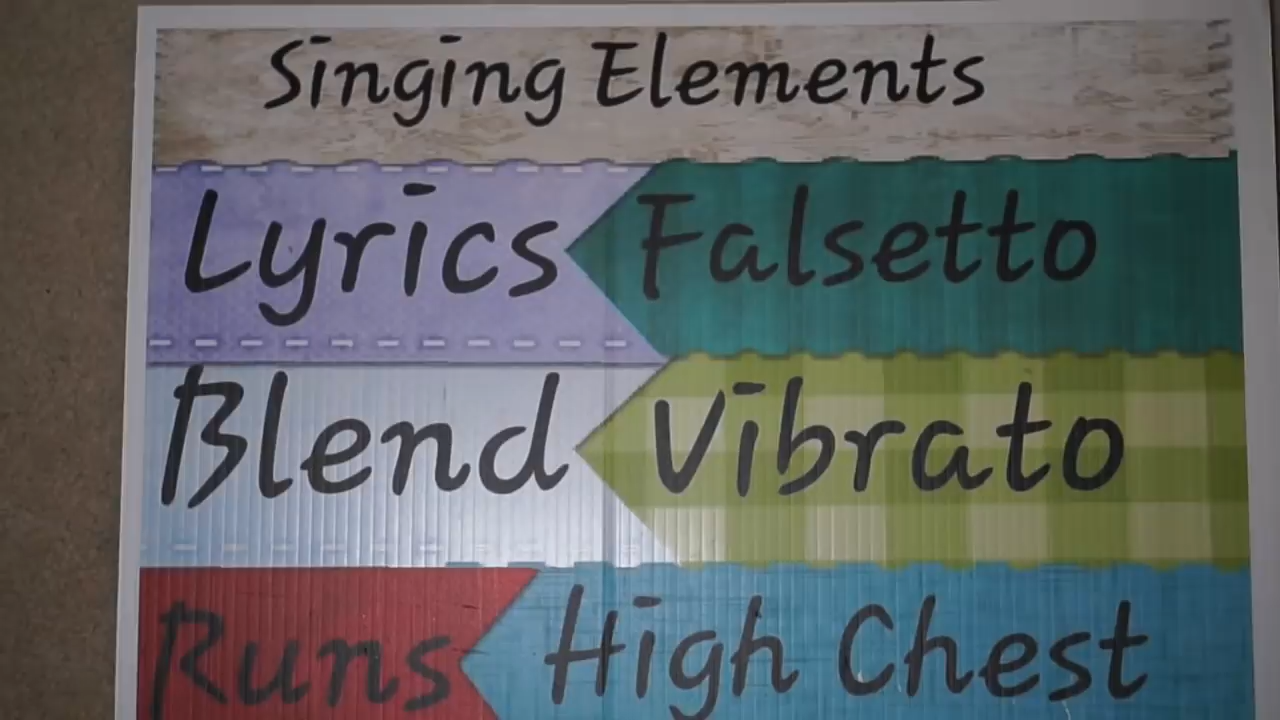 Singing Elements
Lyrics Falsetto
Blend Vibrato
Runs High Chest